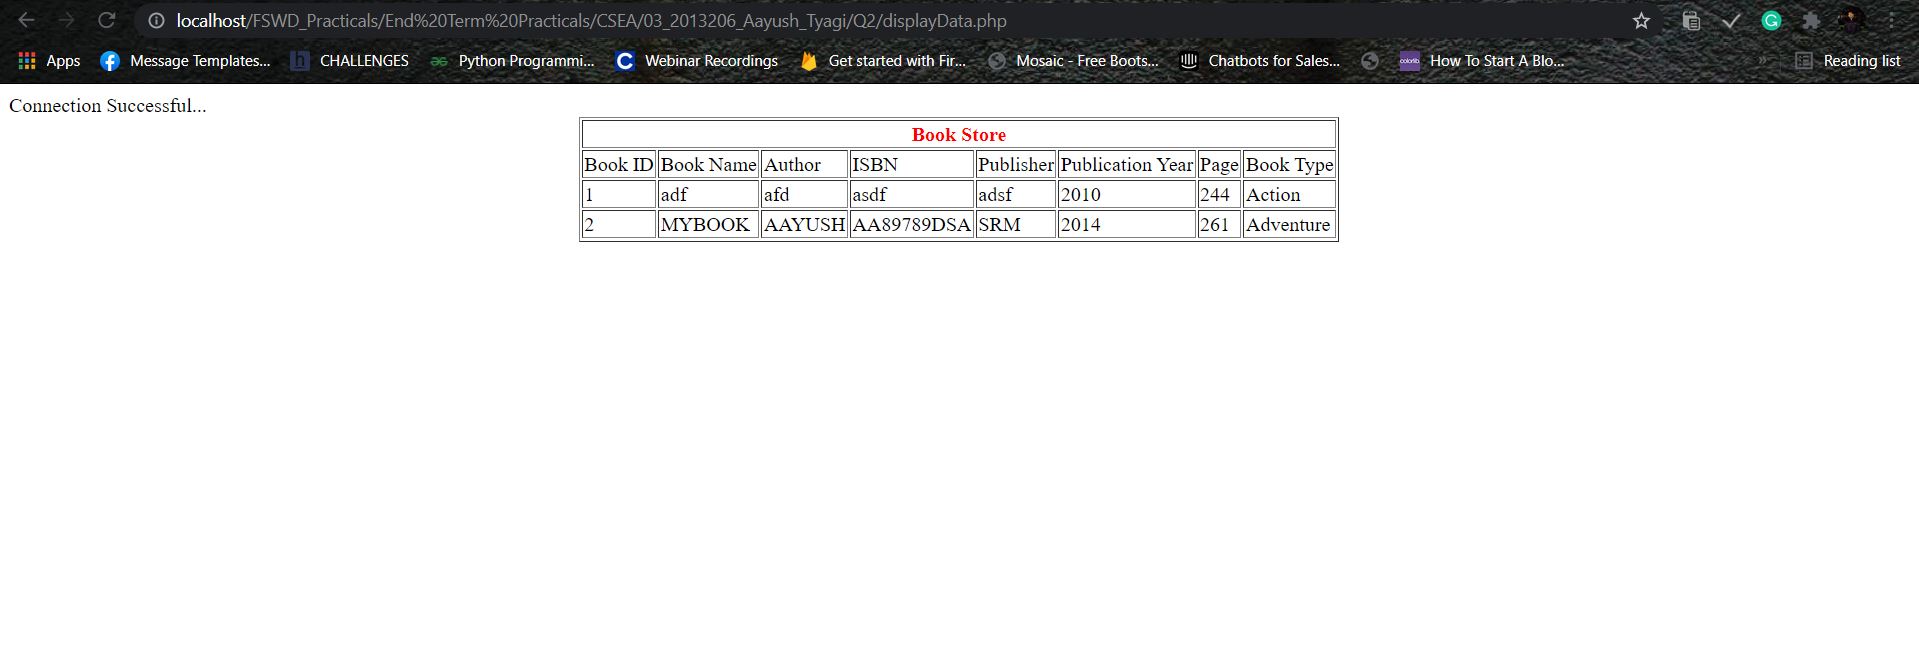 localhost/FSWD_Practicals/End%20Term%20Practicals/CSEA/03_2013206_Aayush_Tyagi/Q2/displayData.php
Apps Message Templates... h CHALLENGES Python Programmi... C Webinar Recordings Get started with Fir... Mosaic - Free Boots... Chatbots for Sales... colorlib How To Start A Blo... » Reading list
Connection Successful...
Book Store
Book ID Book Name Author ISBN Publisher Publication Year Page Book Type
1 adf afd asdf adsf 2010 244 Action
2 MYBOOK AAYUSH AA89789DSA SRM 2014 261 Adventure